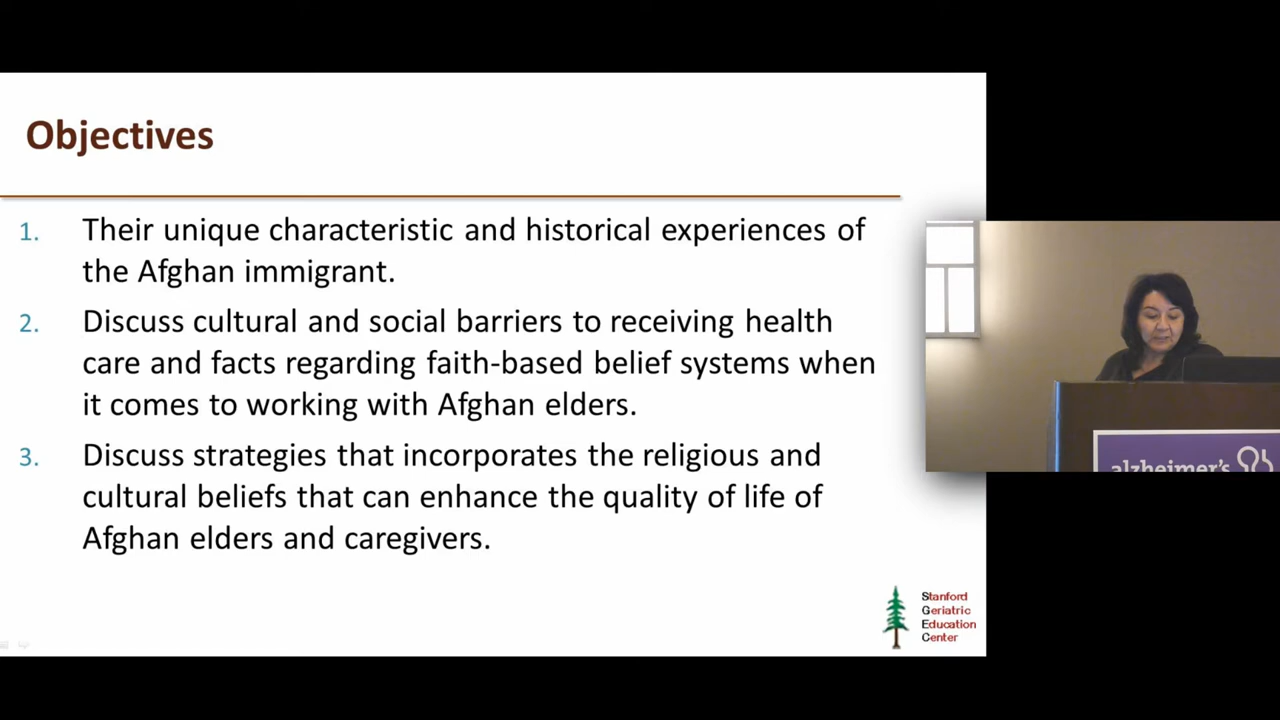 Objectives
1. Their unique characteristic and historical experiences of
the Afghan immigrant.
2. Discuss cultural and social barriers to receiving health
care and facts regarding faith-based belief systems when
it comes to working with Afghan elders.
3. Discuss strategies that incorporates the religious and
cultural beliefs that can enhance the quality of life of
Afghan elders and caregivers.
alzheimer's
Stanford
Geriatric
Education
Center